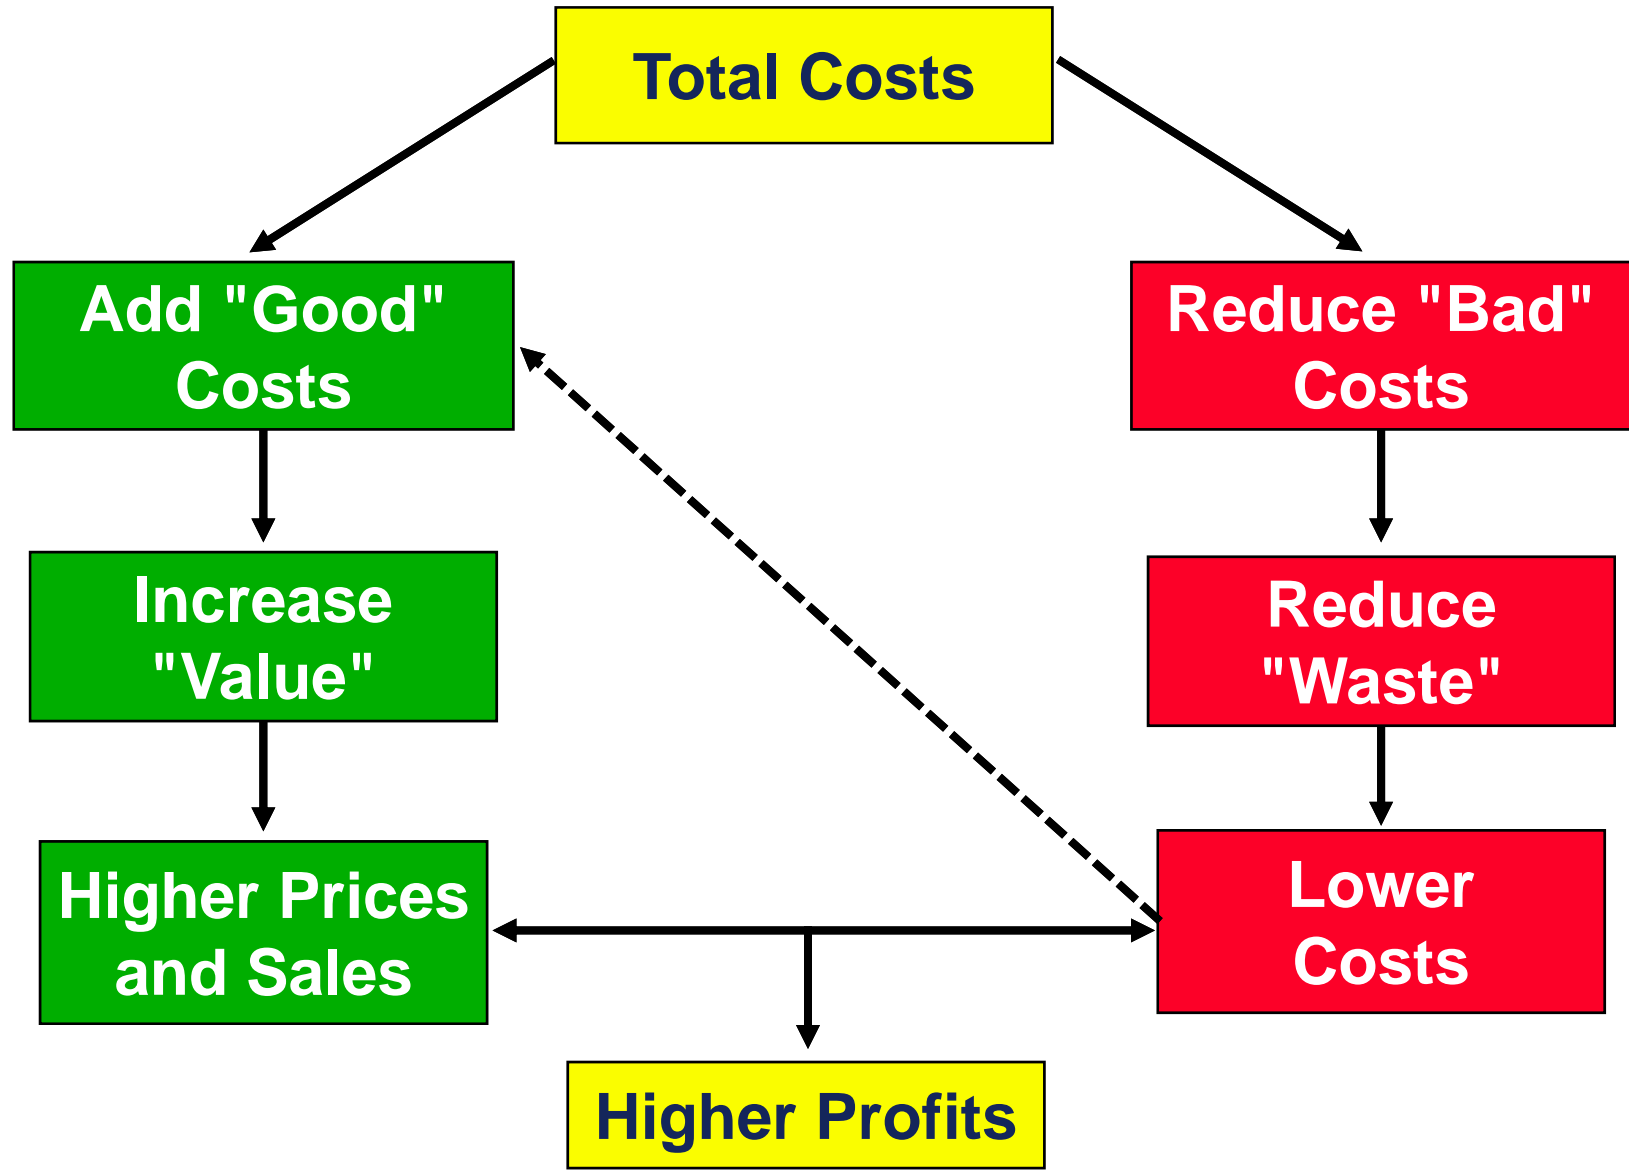 Total Costs
Add "Good"
Costs
Reduce "Bad"
Costs
Increase
"Value"
Reduce
"Waste"
Higher Prices
and Sales
Lower
Costs
Higher Profits